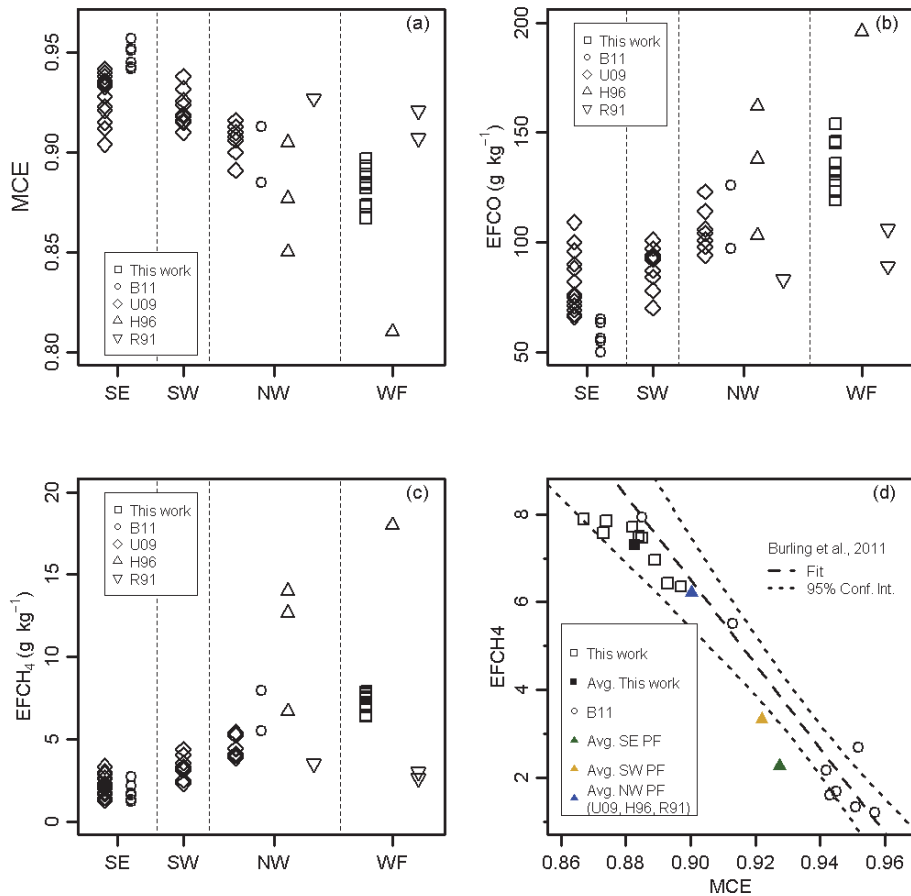 (a)
MCE
0.95
0.90
0.85
0.80
This work
B11
U09
H96
R91
SE
SW
NW
WF
(b)
EFCO (g kg⁻¹)
200
150
100
50
This work
B11
U09
H96
R91
SE
SW
NW
WF
(c)
EFCH₄ (g kg⁻¹)
20
15
10
5
0
This work
B11
U09
H96
R91
SE
SW
NW
WF
(d)
EFCH4
8
6
4
2
Burling et al., 2011
Fit
95% Conf. Int.
This work
Avg. This work
B11
Avg. SE PF
Avg. SW PF
Avg. NW PF
(U09, H96, R91)
0.86 0.88 0.90 0.92 0.94 0.96
MCE